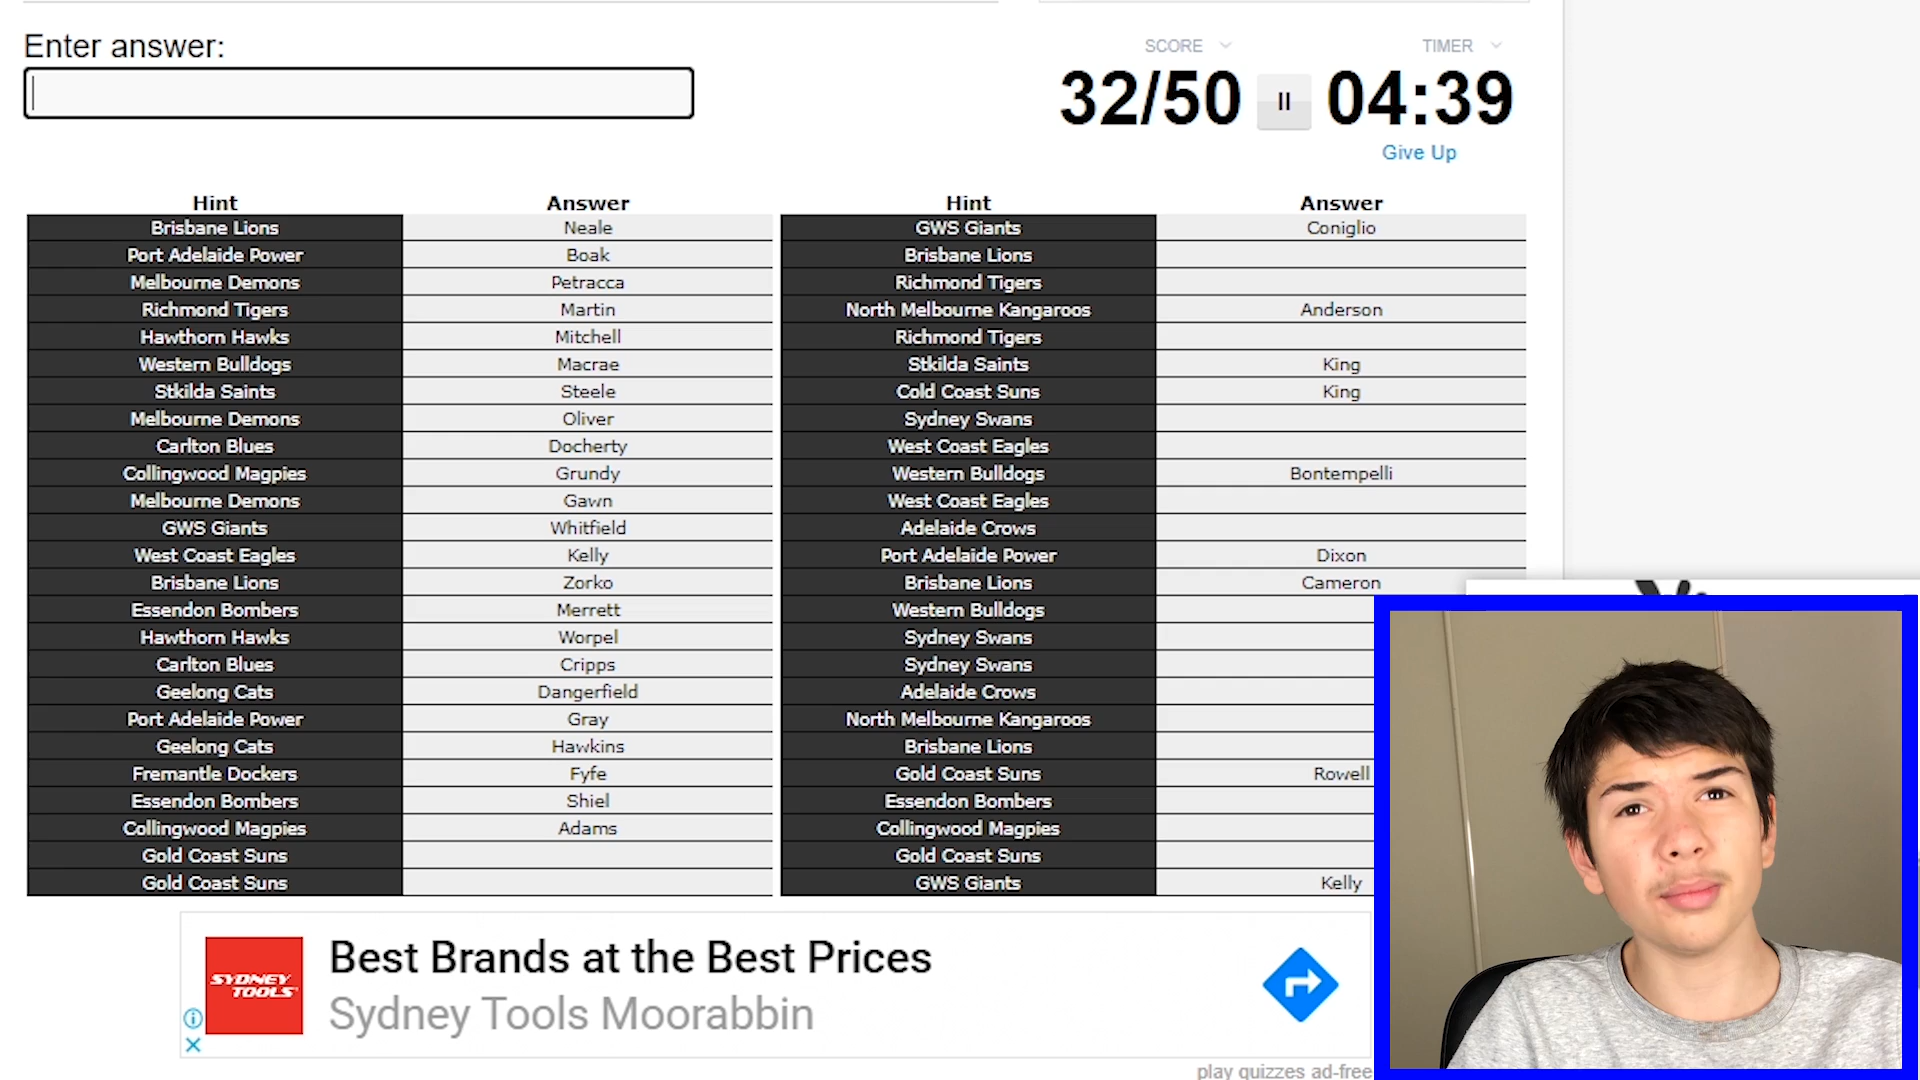 Enter answer:
SCORE
TIMER
32/50
II
04:39
Give Up
Hint Answer Hint Answer
Brisbane Lions Neale GWS Giants Coniglio
Port Adelaide Power Boak Brisbane Lions
Melbourne Demons Petracca Richmond Tigers
Richmond Tigers Martin North Melbourne Kangaroos Anderson
Hawthorn Hawks Mitchell Richmond Tigers
Western Bulldogs Macrae Stkilda Saints King
Stkilda Saints Steele Cold Coast Suns King
Melbourne Demons Oliver Sydney Swans
Carlton Blues Docherty West Coast Eagles
Collingwood Magpies Grundy Western Bulldogs Bontempelli
Melbourne Demons Gawn West Coast Eagles
GWS Giants Whitfield Adelaide Crows
West Coast Eagles Kelly Port Adelaide Power Dixon
Brisbane Lions Zorko Brisbane Lions Cameron
Essendon Bombers Merrett Western Bulldogs
Hawthorn Hawks Worpel Sydney Swans
Carlton Blues Cripps Sydney Swans
Geelong Cats Dangerfield Adelaide Crows
Port Adelaide Power Gray North Melbourne Kangaroos
Geelong Cats Hawkins Brisbane Lions
Fremantle Dockers Fyfe Gold Coast Suns Rowell
Essendon Bombers Shiel Essendon Bombers
Collingwood Magpies Adams Collingwood Magpies
Gold Coast Suns Gold Coast Suns
Gold Coast Suns GWS Giants Kelly
SYDNEY
TOOLS
Best Brands at the Best Prices
Sydney Tools Moorabbin
play quizzes ad-free